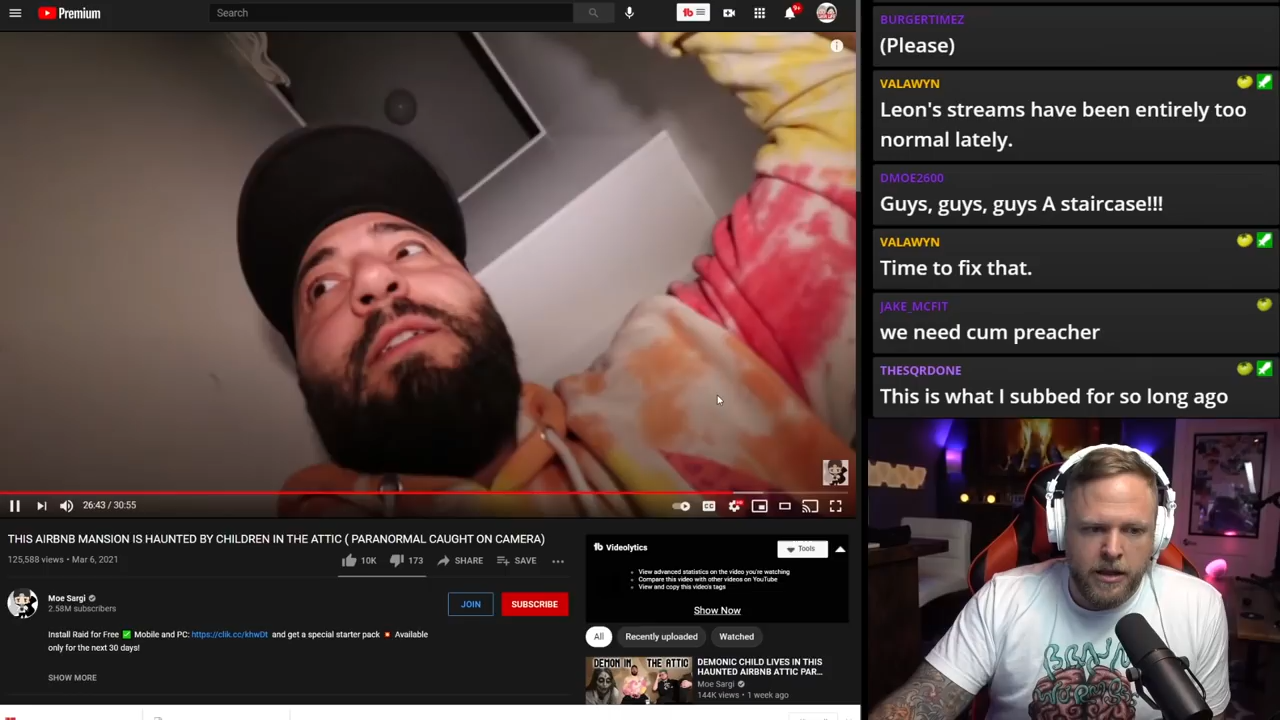 Premium
Search
9+
26:43 / 30:55
THIS AIRBNB MANSION IS HAUNTED BY CHILDREN IN THE ATTIC ( PARANORMAL CAUGHT ON CAMERA)
125,588 views • Mar 6, 2021
10K
173
SHARE
SAVE
Moe Sargi
2.58M subscribers
JOIN
SUBSCRIBE
Install Raid for Free ✅ Mobile and PC: https://clik.cc/khwDt and get a special starter pack Available
only for the next 30 days!
SHOW MORE
Videolytics
Tools
• View advanced statistics on the video you're watching
• Compare this video with other videos on YouTube
• View and copy this video's tags
Show Now
All
Recently uploaded
Watched
DEMON IN THE ATTIC
DEMONIC CHILD LIVES IN THIS
HAUNTED AIRBNB ATTIC PAR...
Moe Sargi
144K views • 1 week ago
BURGERTIMEZ
(Please)
VALAWYN
Leon's streams have been entirely too
normal lately.
DMOE2600
Guys, guys, guys A staircase!!!
VALAWYN
Time to fix that.
JAKE_MCFIT
we need cum preacher
THESQRDONE
This is what I subbed for so long ago
BRAIN
WORMS